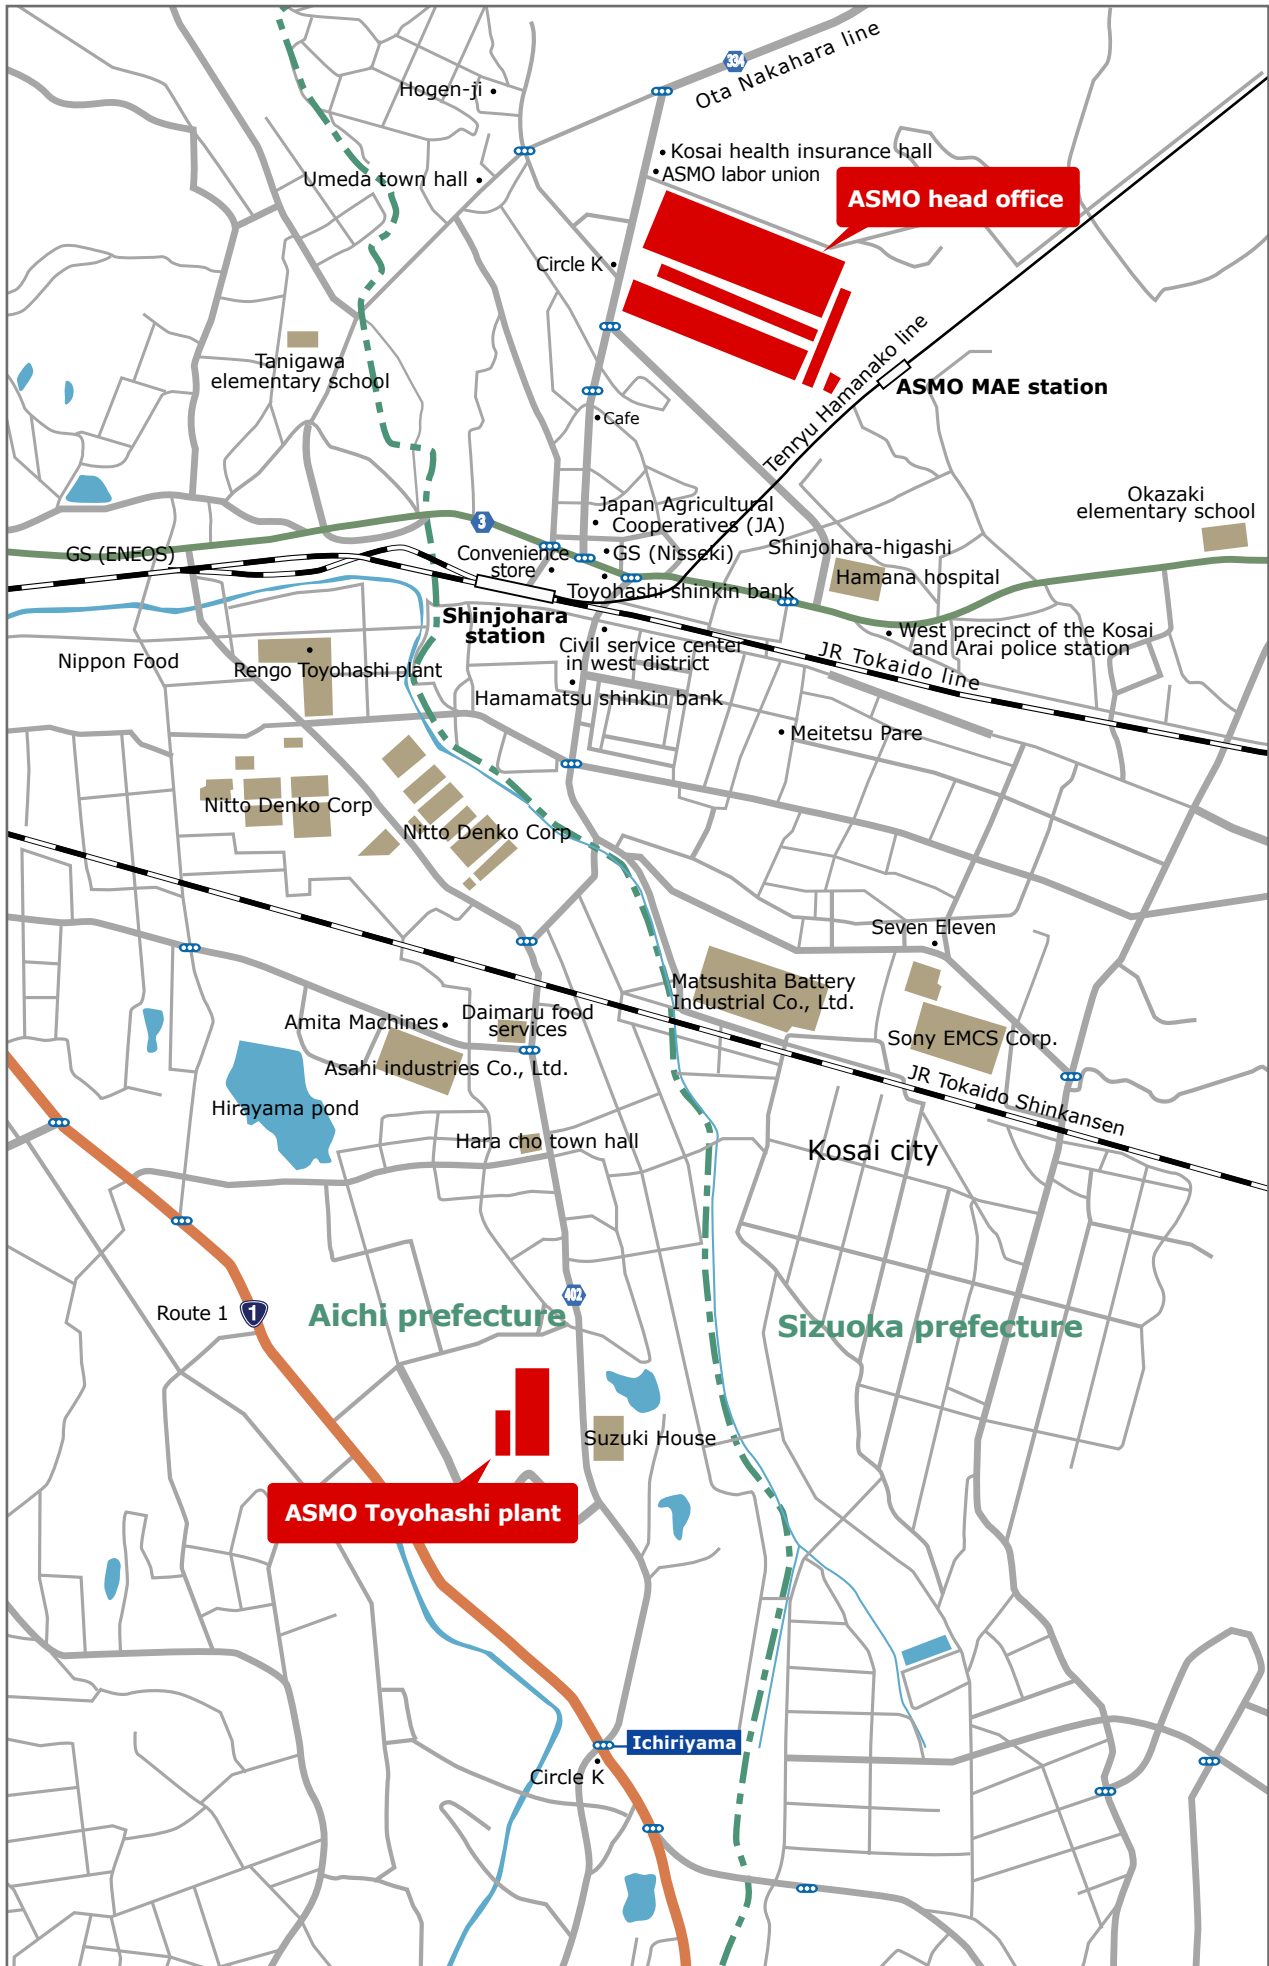 334
Ota Nakahara line
Hogen-ji
Kosai health insurance hall
ASMO labor union
Umeda town hall
ASMO head office
Circle K
Tanigawa
elementary school
Tenryu Hamanako line
ASMO MAE station
Cafe
Okazaki
elementary school
Japan Agricultural
Cooperatives (JA)
3
GS (ENEOS)
Convenience
store
GS (Nisseki)
Shinjohara-higashi
Hamana hospital
Toyohashi shinkin bank
Shinjohara
station
Civil service center
in west district
West precinct of the Kosai
and Arai police station
JR Tokaido line
Nippon Food
Rengo Toyohashi plant
Hamamatsu shinkin bank
Meitetsu Pare
Nitto Denko Corp
Nitto Denko Corp
Seven Eleven
Matsushita Battery
Industrial Co., Ltd.
Amita Machines
Daimaru food
services
Sony EMCS Corp.
Asahi industries Co., Ltd.
JR Tokaido Shinkansen
Hirayama pond
Hara cho town hall
Kosai city
402
Route 1
1
Aichi prefecture
Sizuoka prefecture
Suzuki House
ASMO Toyohashi plant
Ichiriyama
Circle K